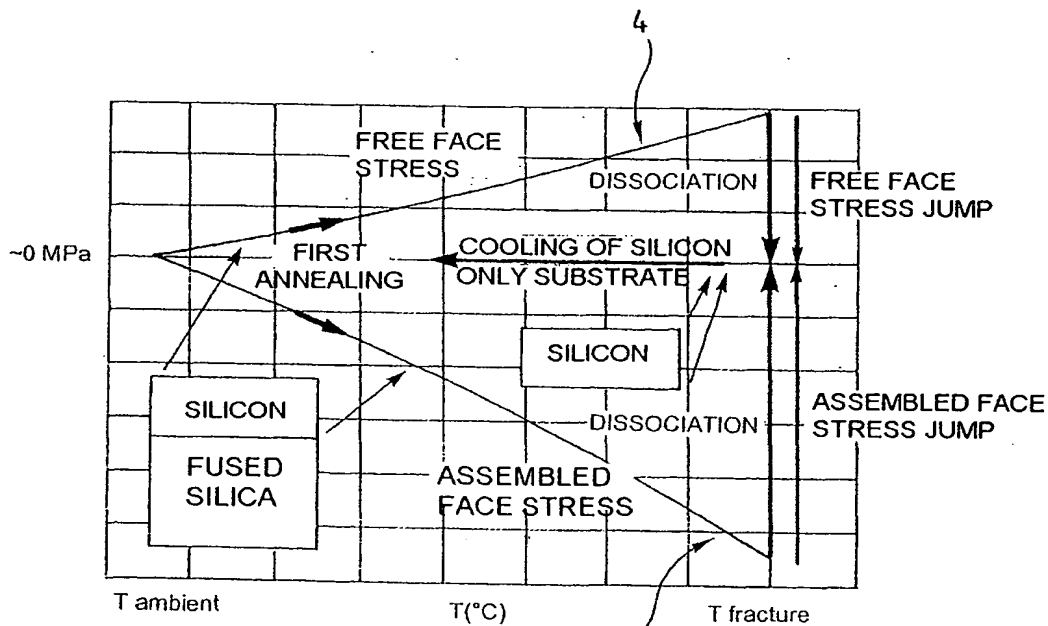 4
FREE FACE
STRESS
DISSOCIATION
FREE FACE
STRESS JUMP
~0 MPa
FIRST
ANNEALING
COOLING OF SILICON
ONLY SUBSTRATE
SILICON
SILICON
FUSED
SILICA
DISSOCIATION
ASSEMBLED FACE
STRESS JUMP
ASSEMBLED
FACE STRESS
T ambient
T(°C)
T fracture